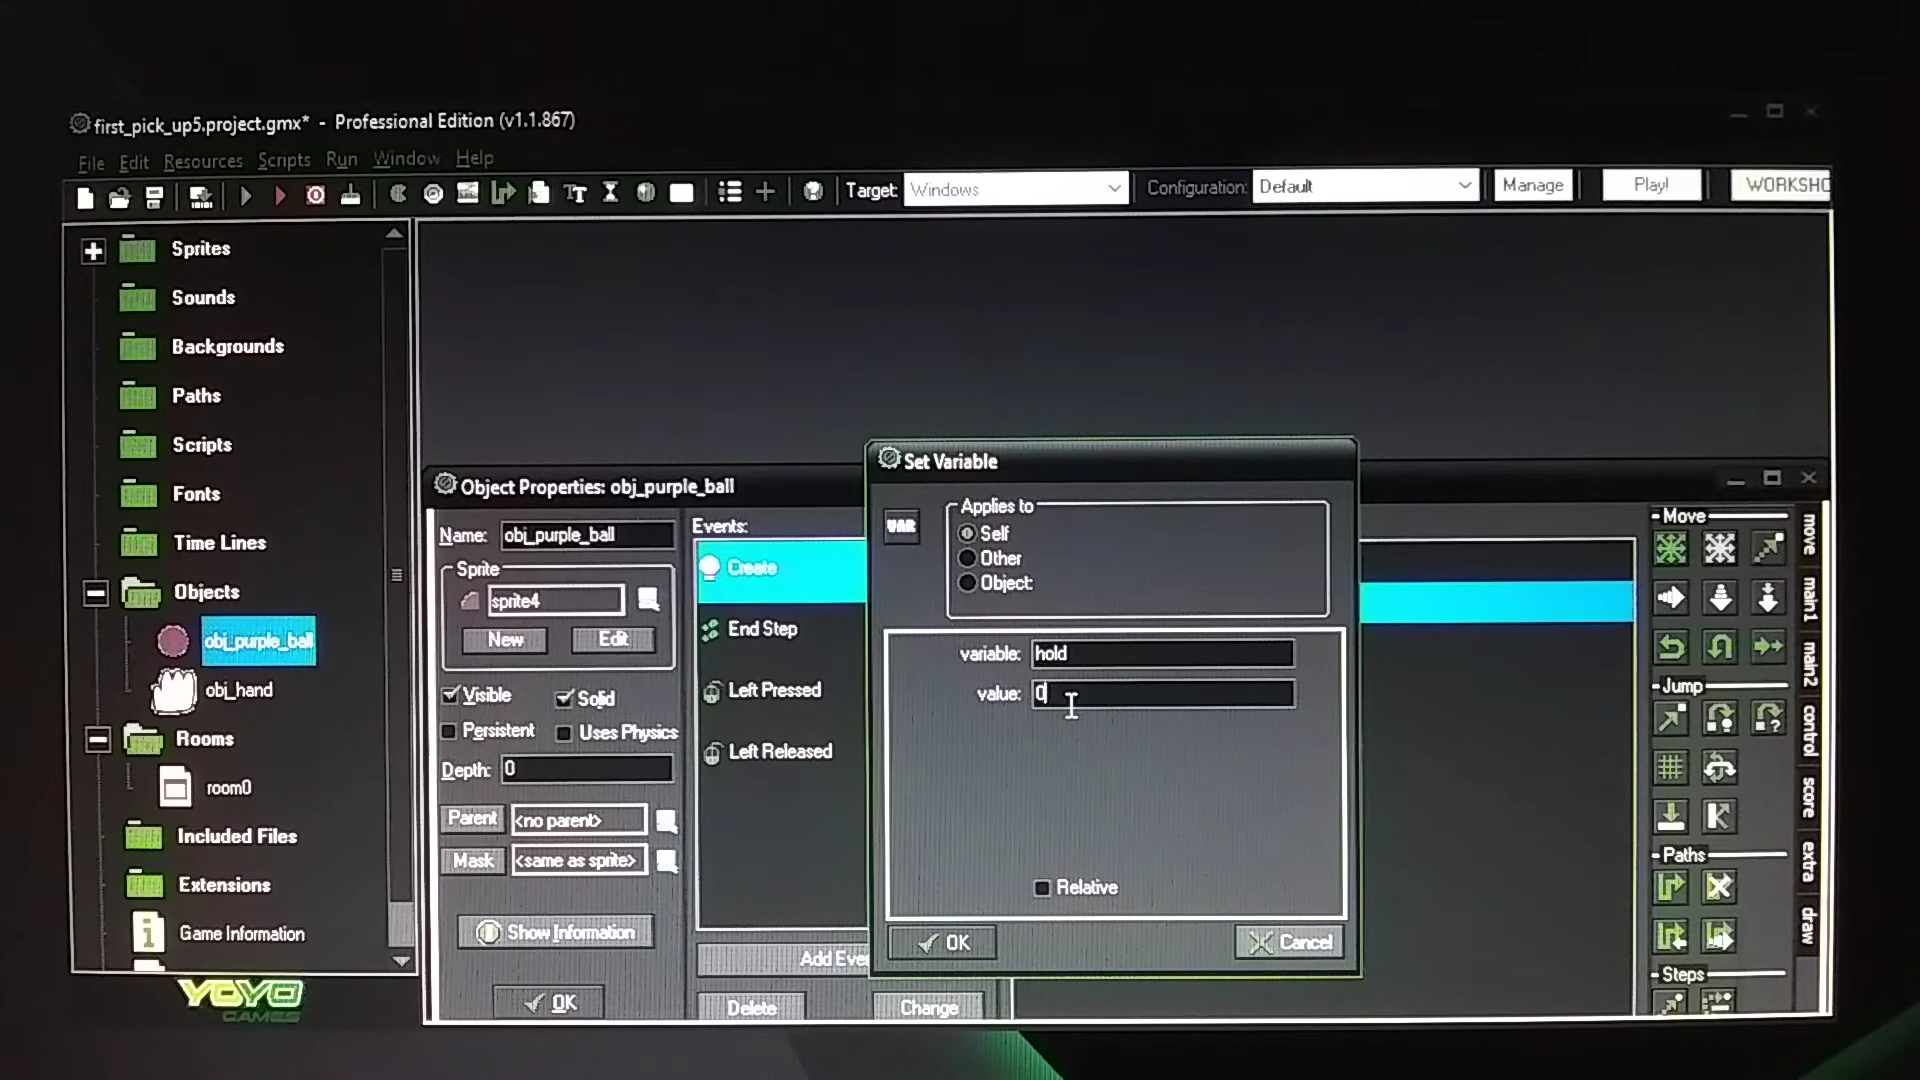 first_pick_up5.project.gmx* - Professional Edition (v1.1.867)
File Edit Resources Scripts Run Window Help
Target: Windows Configuration: Default Manage Play! WORKSHO
Sprites
Sounds
Backgrounds
Paths
Scripts
Fonts
Time Lines
Objects
obj_purple_ball
obj_hand
Rooms
room0
Included Files
Extensions
Game Information
YOYO
GAMES
Object Properties: obj_purple_ball
Name: obj_purple_ball
Sprite
sprite4
New Edit
Visible Solid
Persistent Uses Physics
Depth: 0
Parent <no parent>
Mask <same as sprite>
Show Information
OK
Events:
Create
End Step
Left Pressed
Left Released
Add Eve
Delete Change
Set Variable
VAR
Applies to
Self
Other
Object:
variable: hold
value: 0
Relative
OK Cancel
Move
Jump
Paths
Steps
move
main1
main2
control
score
extra
draw